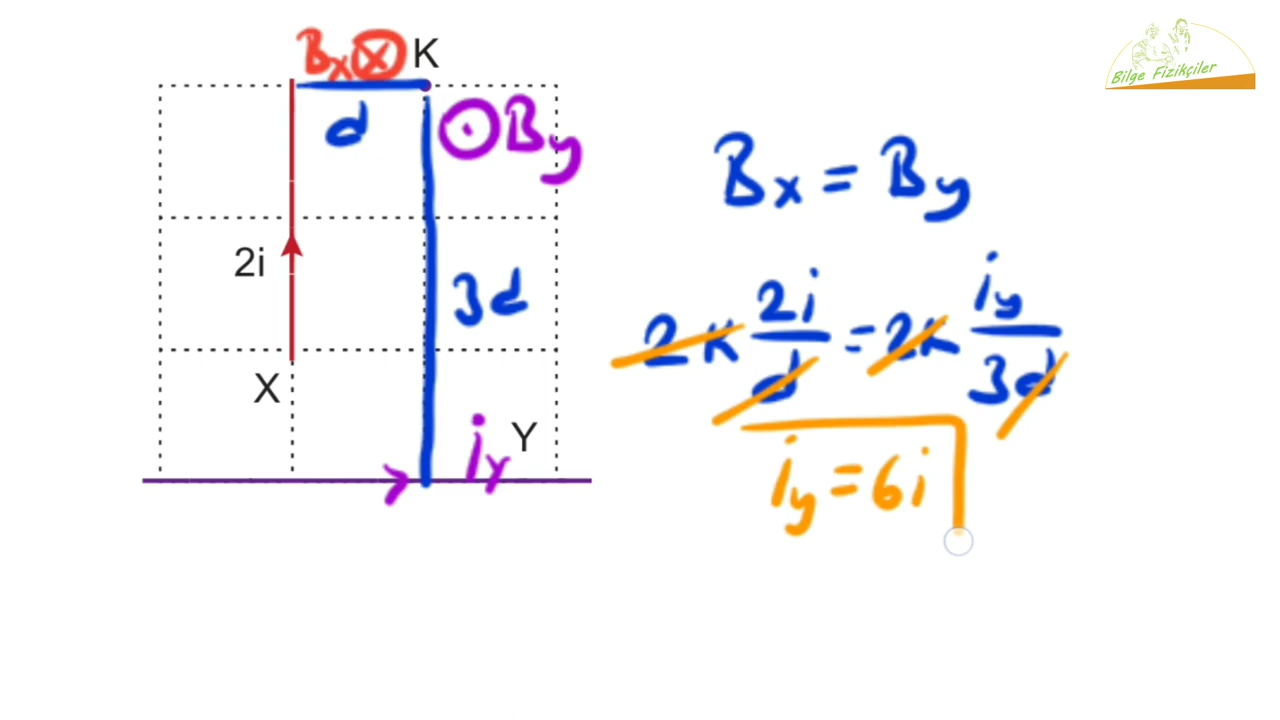 Bilge Fizikçiler
Bx⊗ K
d
⊙By
2i
3d
X
iy Y
Bx = By
2K 2i/d = 2K iy/3d
iy = 6i